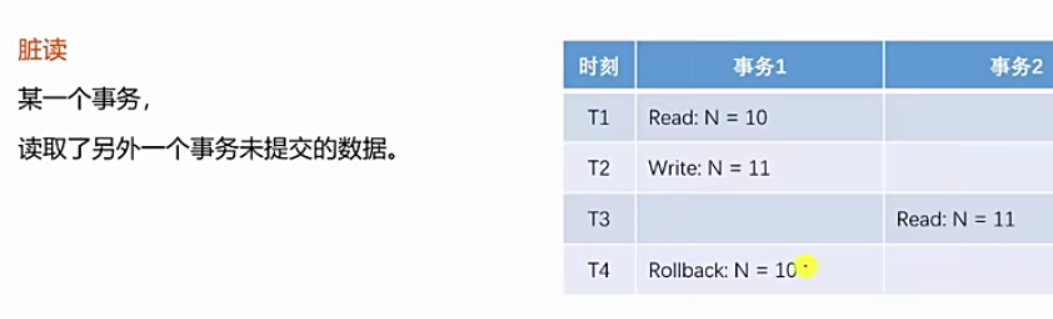 脏读
某一个事务，
读取了另外一个事务未提交的数据。
时刻 事务1 事务2
T1 Read: N = 10
T2 Write: N = 11
T3 Read: N = 11
T4 Rollback: N = 10